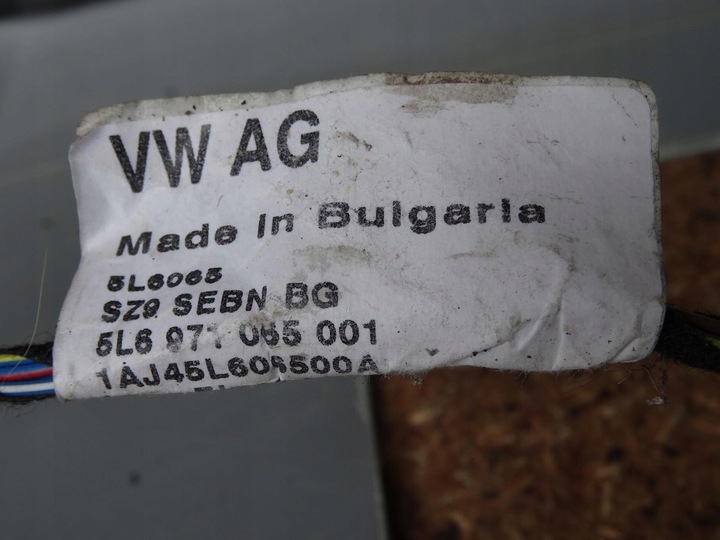 VW AG
Made in Bulgaria
5L6065
SZ9 SEBN BG
5L6 971 065 001
1AJ45L606500A